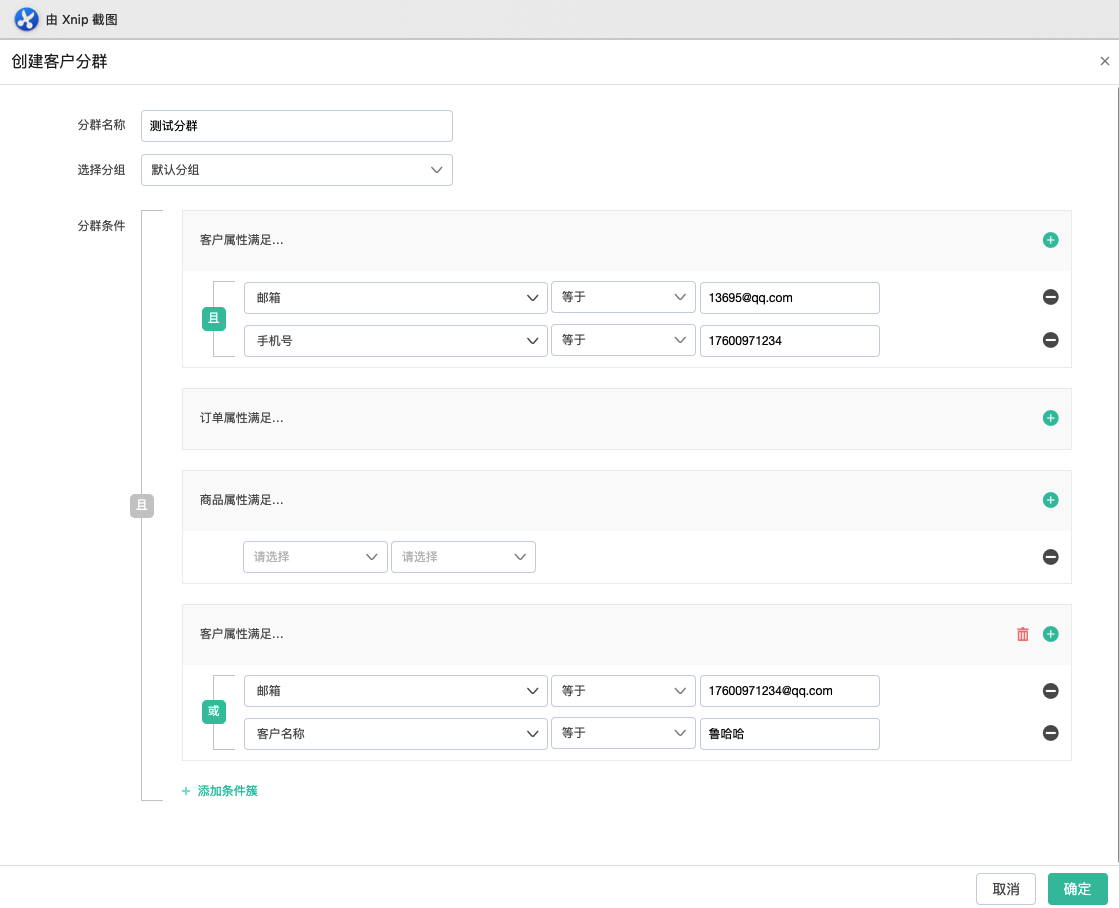 由 Xnip 截图
创建客户分群
分群名称 测试分群
选择分组 默认分组
分群条件
客户属性满足...
且
邮箱 等于 13695@qq.com
手机号 等于 17600971234
订单属性满足...
且
商品属性满足...
请选择 请选择
客户属性满足...
或
邮箱 等于 17600971234@qq.com
客户名称 等于 鲁哈哈
+ 添加条件簇
取消 确定